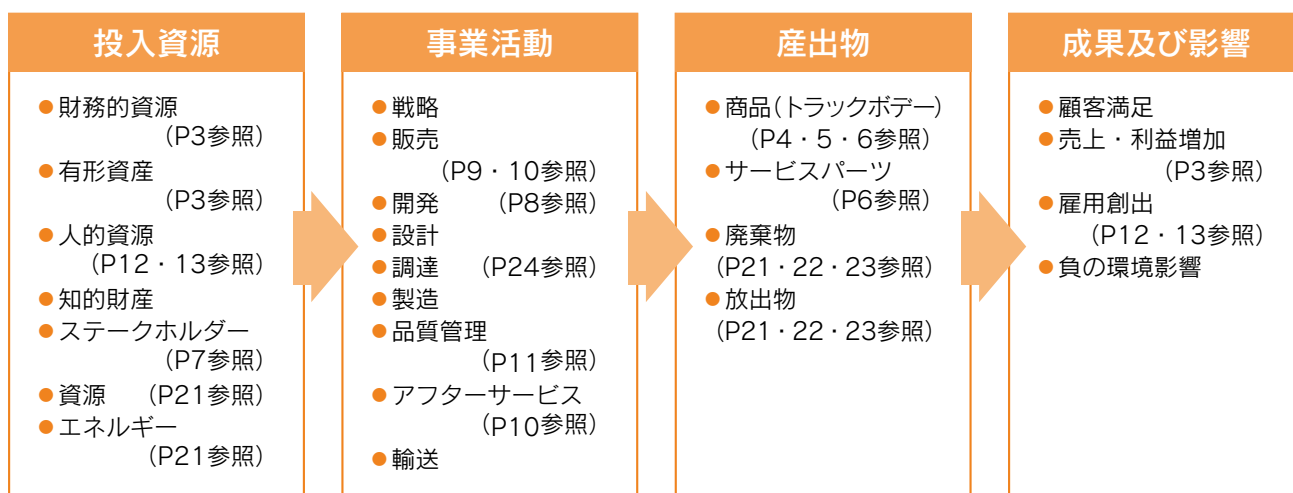 投入資源
●財務的資源
（P3参照）
●有形資産
（P3参照）
●人的資源
（P12・13参照）
●知的財産
●ステークホルダー
（P7参照）
●資源　（P21参照）
●エネルギー
（P21参照）
事業活動
●戦略
●販売
（P9・10参照）
●開発　（P8参照）
●設計
●調達　（P24参照）
●製造
●品質管理
（P11参照）
●アフターサービス
（P10参照）
●輸送
産出物
●商品（トラックボデー）
（P4・5・6参照）
●サービスパーツ
（P6参照）
●廃棄物
（P21・22・23参照）
●放出物
（P21・22・23参照）
成果及び影響
●顧客満足
●売上・利益増加
（P3参照）
●雇用創出
（P12・13参照）
●負の環境影響